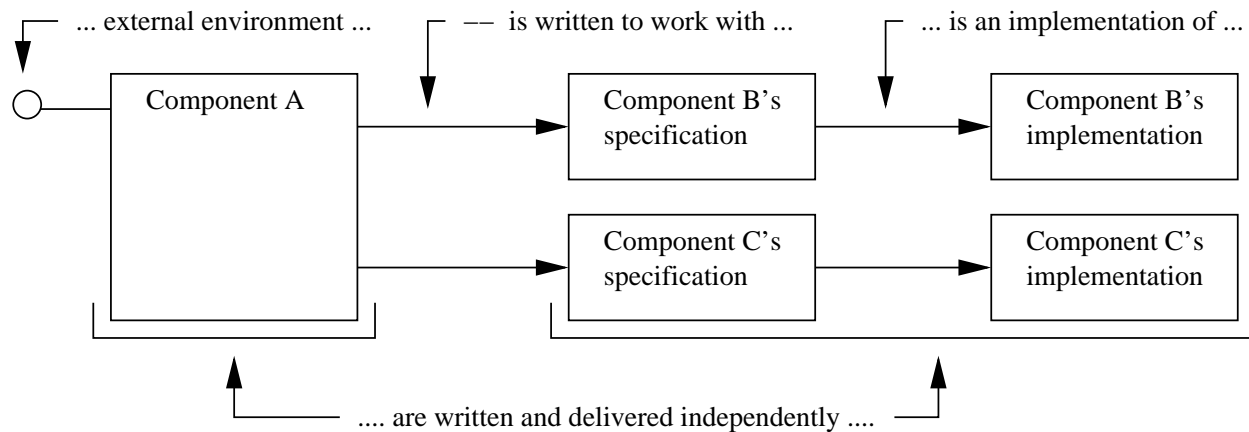 ... external environment ...
—— is written to work with ...
... is an implementation of ...
Component A
Component B's
specification
Component B's
implementation
Component C's
specification
Component C's
implementation
.... are written and delivered independently ....